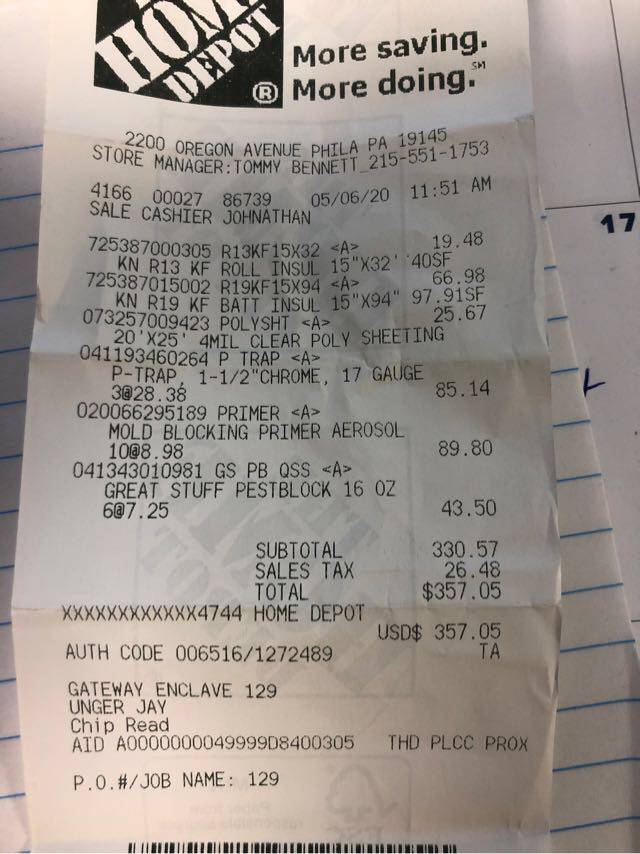 HOME
DEPOT
®
More saving.
More doing.℠
2200 OREGON AVENUE PHILA PA 19145
STORE MANAGER:TOMMY BENNETT 215-551-1753
4166 00027 86739 05/06/20 11:51 AM
SALE CASHIER JOHNATHAN
725387000305 R13KF15X32 <A> 19.48
KN R13 KF ROLL INSUL 15"X32' 40SF
725387015002 R19KF15X94 <A> 66.98
KN R19 KF BATT INSUL 15"X94" 97.91SF
073257009423 POLYSHT <A> 25.67
20'X25' 4MIL CLEAR POLY SHEETING
041193460264 P TRAP <A>
P-TRAP, 1-1/2"CHROME, 17 GAUGE
3@28.38 85.14
020066295189 PRIMER <A>
MOLD BLOCKING PRIMER AEROSOL
10@8.98 89.80
041343010981 GS PB QSS <A>
GREAT STUFF PESTBLOCK 16 OZ
6@7.25 43.50
SUBTOTAL 330.57
SALES TAX 26.48
TOTAL $357.05
XXXXXXXXXXXX4744 HOME DEPOT
USD$ 357.05
AUTH CODE 006516/1272489 TA
GATEWAY ENCLAVE 129
UNGER JAY
Chip Read
AID A0000000049999D8400305 THD PLCC PROX
P.O.#/JOB NAME: 129
17